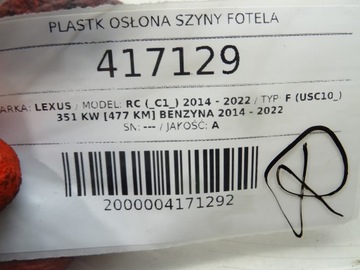 PLASTK OSŁONA SZYNY FOTELA
417129
ARKA: LEXUS / MODEL: RC (_C1_) 2014 - 2022 / TYP: F (USC10_)
351 KW [477 KM] BENZYNA 2014 - 2022
SN: --- / JAKOŚĆ: A
2000004171292